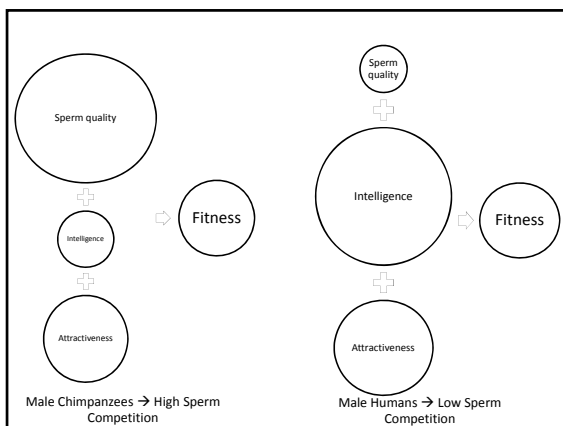 Sperm quality
Intelligence
Attractiveness
Fitness
Male Chimpanzees → High Sperm
Competition
Sperm
quality
Intelligence
Attractiveness
Fitness
Male Humans → Low Sperm
Competition